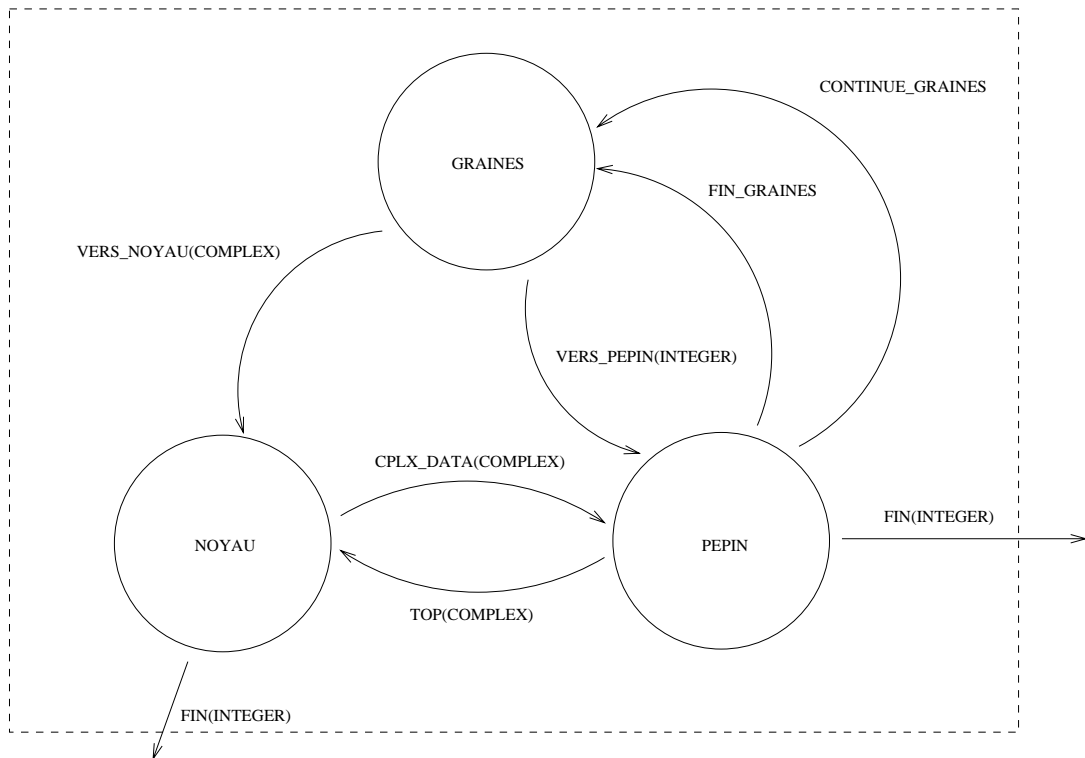 CONTINUE_GRAINES
GRAINES
FIN_GRAINES
VERS_NOYAU(COMPLEX)
VERS_PEPIN(INTEGER)
CPLX_DATA(COMPLEX)
FIN(INTEGER)
NOYAU
PEPIN
TOP(COMPLEX)
FIN(INTEGER)